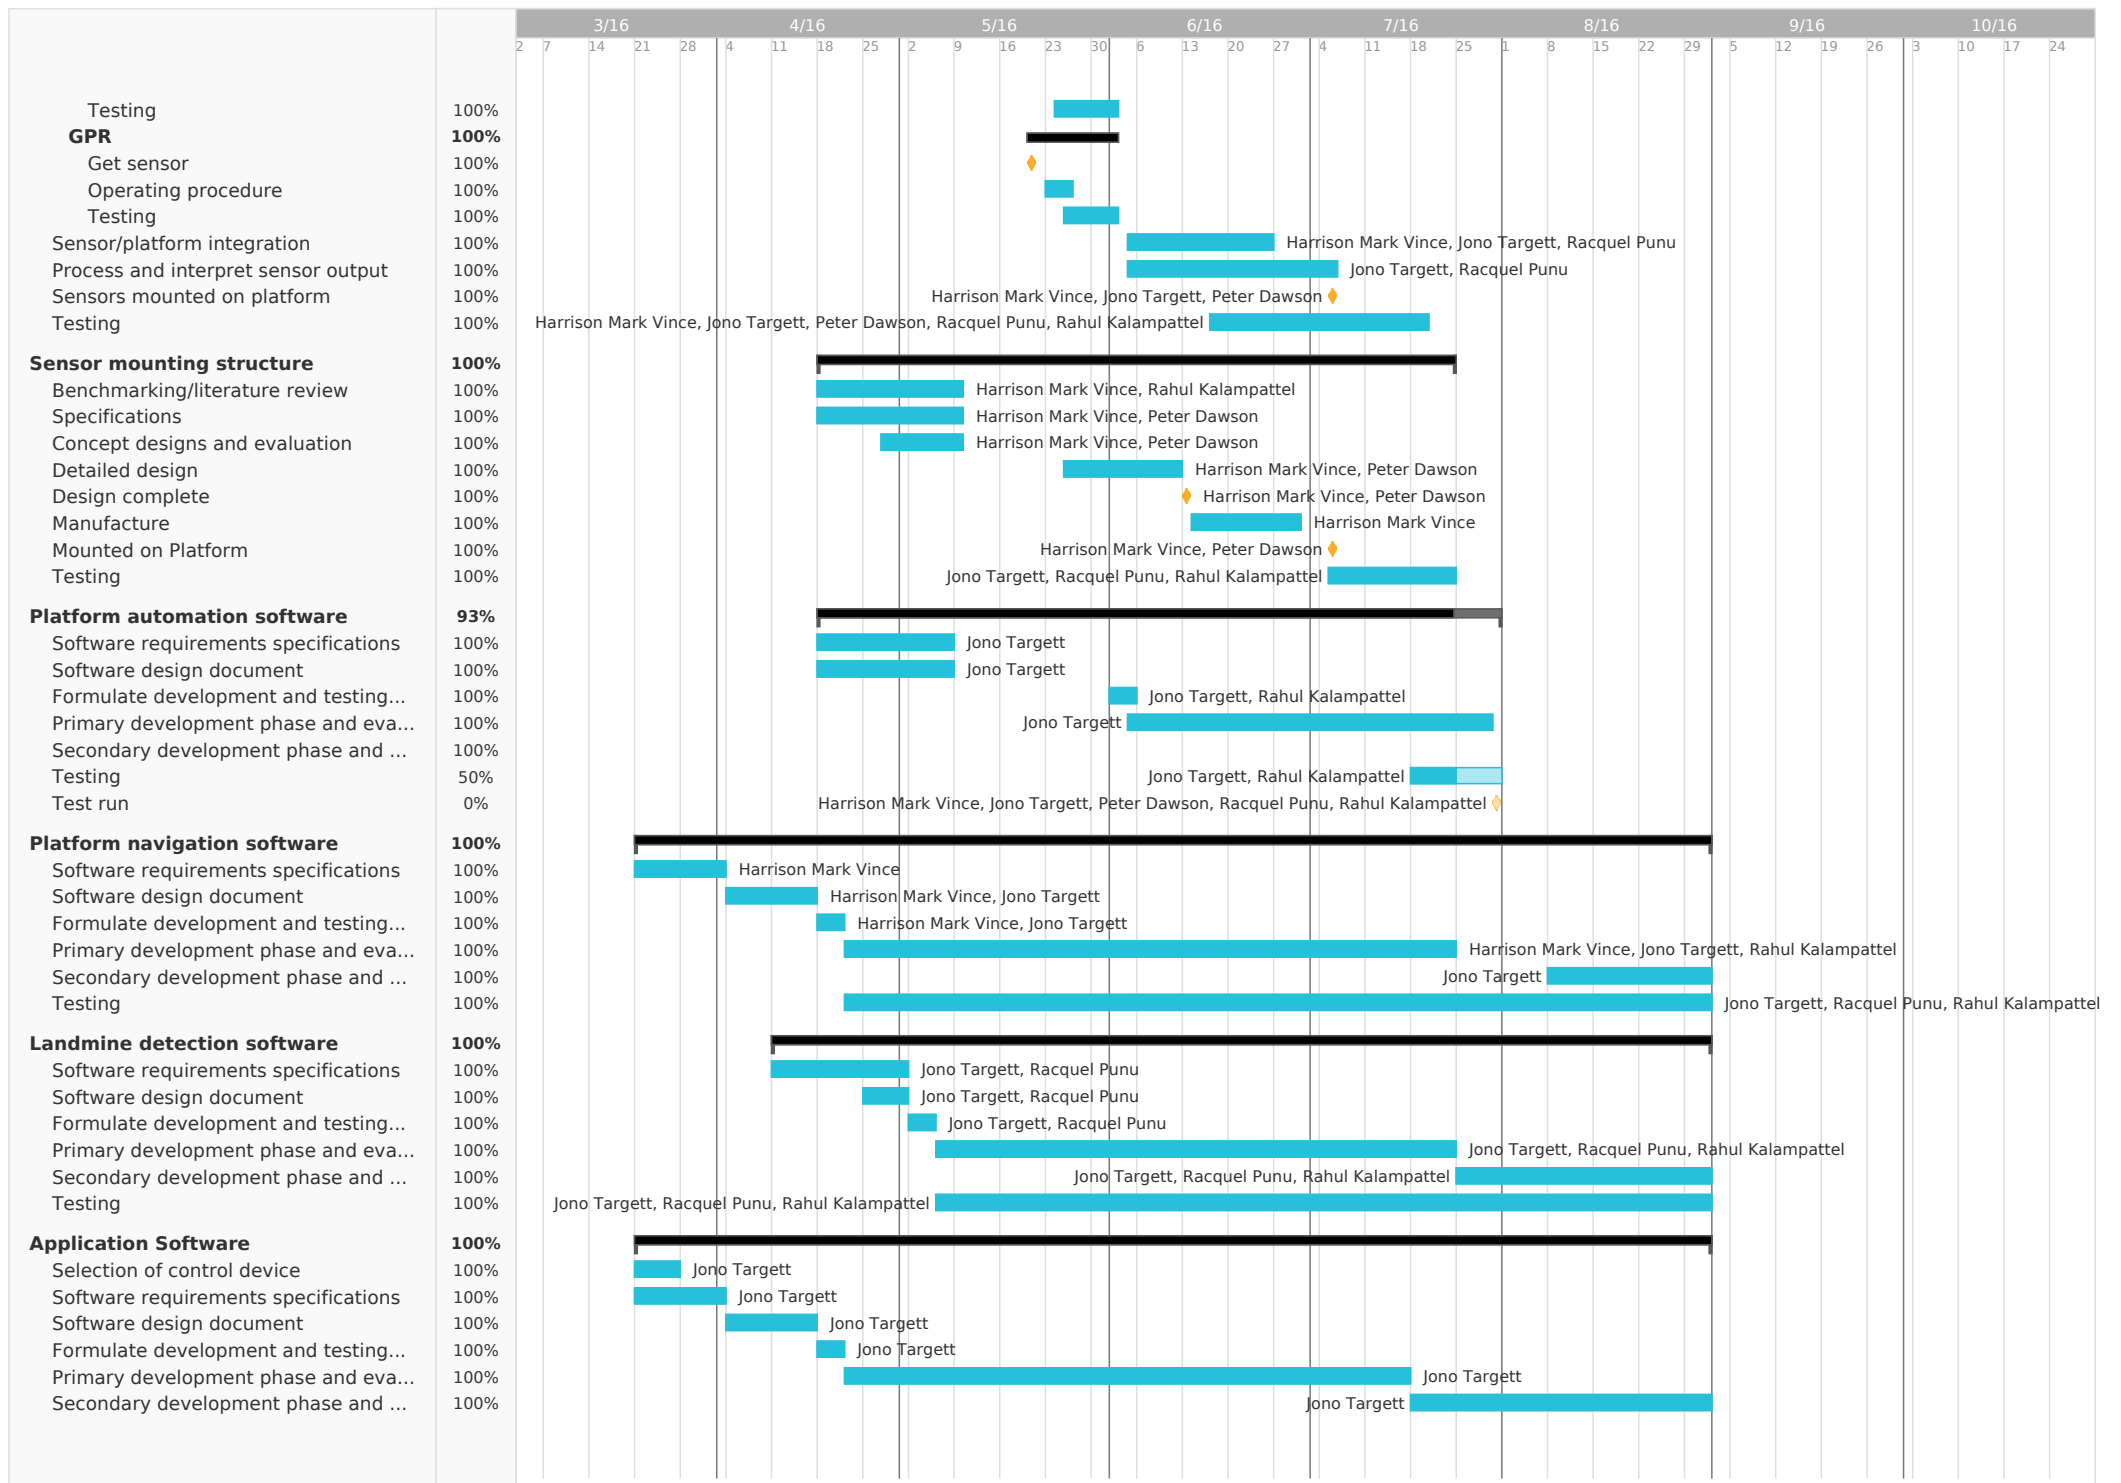 3/16 4/16 5/16 6/16 7/16 8/16 9/16 10/16
2 7 14 21 28 4 11 18 25 2 9 16 23 30 6 13 20 27 4 11 18 25 1 8 15 22 29 5 12 19 26 3 10 17 24
Testing 100%
GPR 100%
Get sensor 100%
Operating procedure 100%
Testing 100%
Sensor/platform integration 100% Harrison Mark Vince, Jono Targett, Racquel Punu
Process and interpret sensor output 100% Jono Targett, Racquel Punu
Sensors mounted on platform 100% Harrison Mark Vince, Jono Targett, Peter Dawson
Testing 100% Harrison Mark Vince, Jono Targett, Peter Dawson, Racquel Punu, Rahul Kalampattel
Sensor mounting structure 100%
Benchmarking/literature review 100% Harrison Mark Vince, Rahul Kalampattel
Specifications 100% Harrison Mark Vince, Peter Dawson
Concept designs and evaluation 100% Harrison Mark Vince, Peter Dawson
Detailed design 100% Harrison Mark Vince, Peter Dawson
Design complete 100% Harrison Mark Vince, Peter Dawson
Manufacture 100% Harrison Mark Vince
Mounted on Platform 100% Harrison Mark Vince, Peter Dawson
Testing 100% Jono Targett, Racquel Punu, Rahul Kalampattel
Platform automation software 93%
Software requirements specifications 100% Jono Targett
Software design document 100% Jono Targett
Formulate development and testing... 100% Jono Targett, Rahul Kalampattel
Primary development phase and eva... 100% Jono Targett
Secondary development phase and ... 100%
Testing 50% Jono Targett, Rahul Kalampattel
Test run 0% Harrison Mark Vince, Jono Targett, Peter Dawson, Racquel Punu, Rahul Kalampattel
Platform navigation software 100%
Software requirements specifications 100% Harrison Mark Vince
Software design document 100% Harrison Mark Vince, Jono Targett
Formulate development and testing... 100% Harrison Mark Vince, Jono Targett
Primary development phase and eva... 100% Harrison Mark Vince, Jono Targett, Rahul Kalampattel
Secondary development phase and ... 100% Jono Targett
Testing 100% Jono Targett, Racquel Punu, Rahul Kalampattel
Landmine detection software 100%
Software requirements specifications 100% Jono Targett, Racquel Punu
Software design document 100% Jono Targett, Racquel Punu
Formulate development and testing... 100% Jono Targett, Racquel Punu
Primary development phase and eva... 100% Jono Targett, Racquel Punu, Rahul Kalampattel
Secondary development phase and ... 100% Jono Targett, Racquel Punu, Rahul Kalampattel
Testing 100% Jono Targett, Racquel Punu, Rahul Kalampattel
Application Software 100%
Selection of control device 100% Jono Targett
Software requirements specifications 100% Jono Targett
Software design document 100% Jono Targett
Formulate development and testing... 100% Jono Targett
Primary development phase and eva... 100% Jono Targett
Secondary development phase and ... 100% Jono Targett